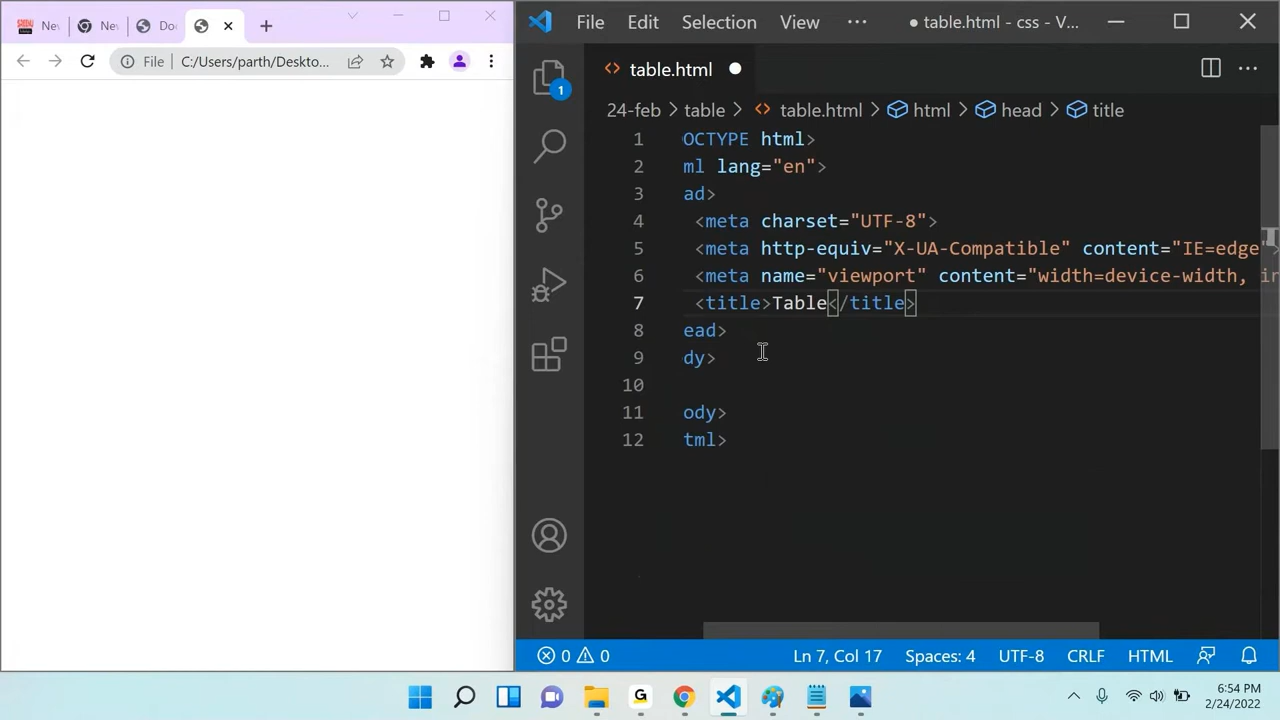 Nev
Nev
Do
File C:/Users/parth/Deskto...
File Edit Selection View ··· ● table.html - css - V...
table.html
24-feb > table > table.html > html > head > title
1 OCTYPE html>
2 ml lang="en">
3 ad>
4 <meta charset="UTF-8">
5 <meta http-equiv="X-UA-Compatible" content="IE=edge">
6 <meta name="viewport" content="width=device-width, in
7 <title>Table</title>
8 ead>
9 dy>
10
11 ody>
12 tml>
1
0 0 Ln 7, Col 17 Spaces: 4 UTF-8 CRLF HTML
G
6:54 PM
2/24/2022